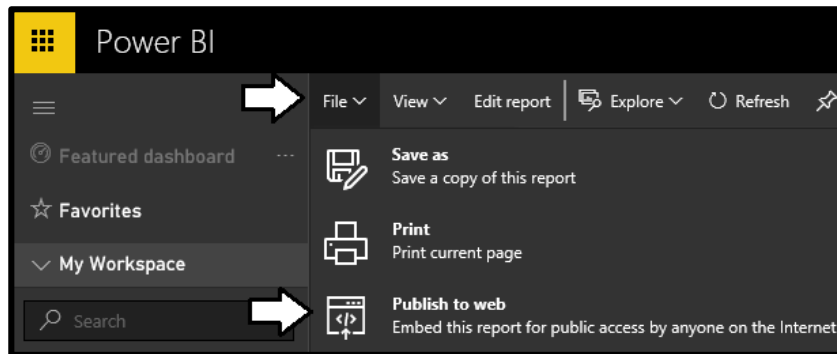 Power BI
File View Edit report Explore Refresh
Featured dashboard ...
Favorites
My Workspace
Search
Save as
Save a copy of this report
Print
Print current page
Publish to web
Embed this report for public access by anyone on the Internet